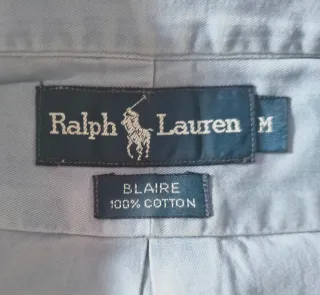 Ralph Lauren M
BLAIRE
100% COTTON